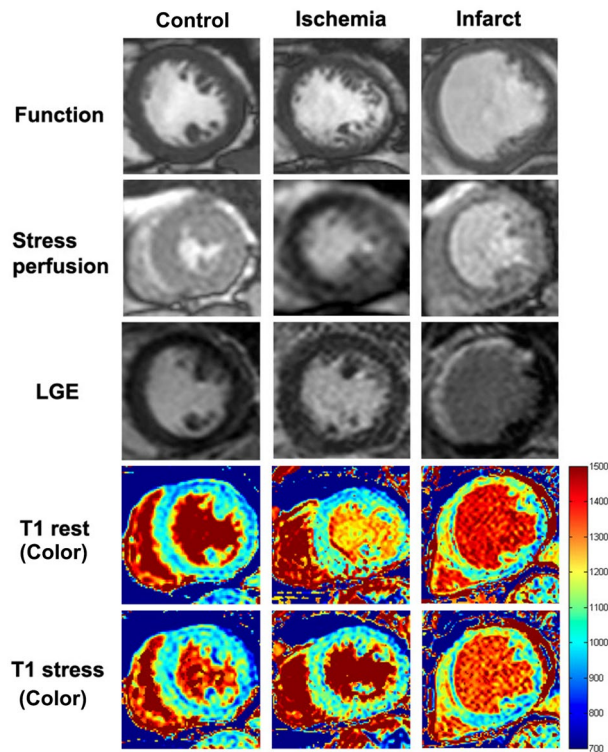 Control Ischemia Infarct
Function
Stress
perfusion
LGE
T1 rest
(Color)
T1 stress
(Color)
1500
1400
1300
1200
1100
1000
900
800
700